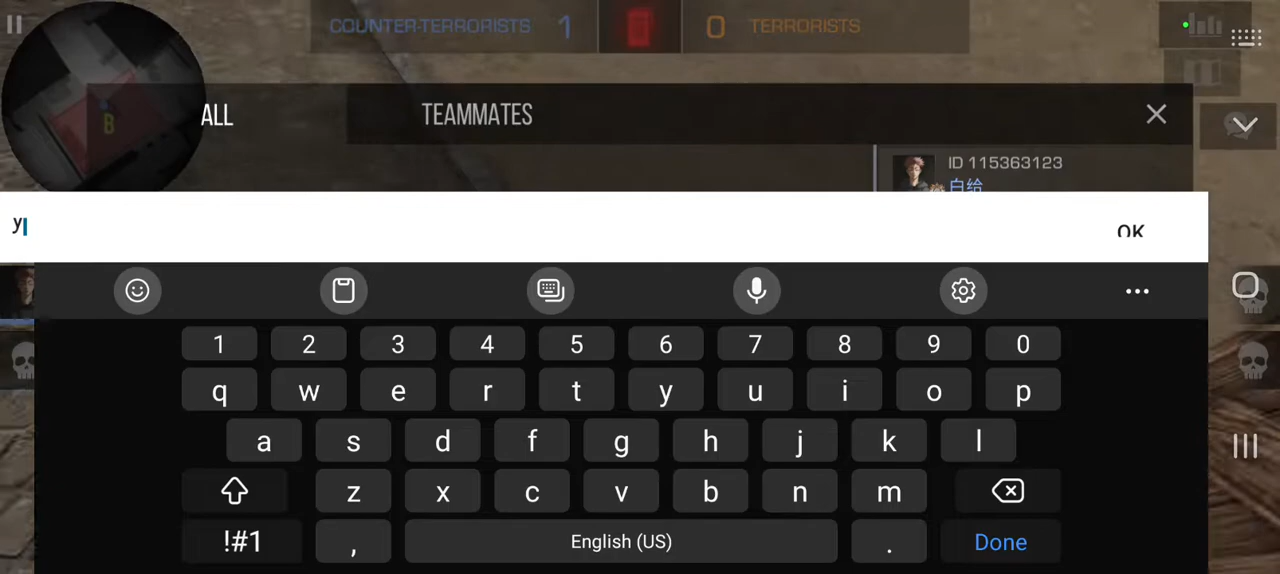 COUNTER-TERRORISTS 1 0 TERRORISTS
ALL TEAMMATES
B
ID 115363123
白给
y
OK
1 2 3 4 5 6 7 8 9 0
q w e r t y u i o p
a s d f g h j k l
z x c v b n m
!#1 , English (US) . Done